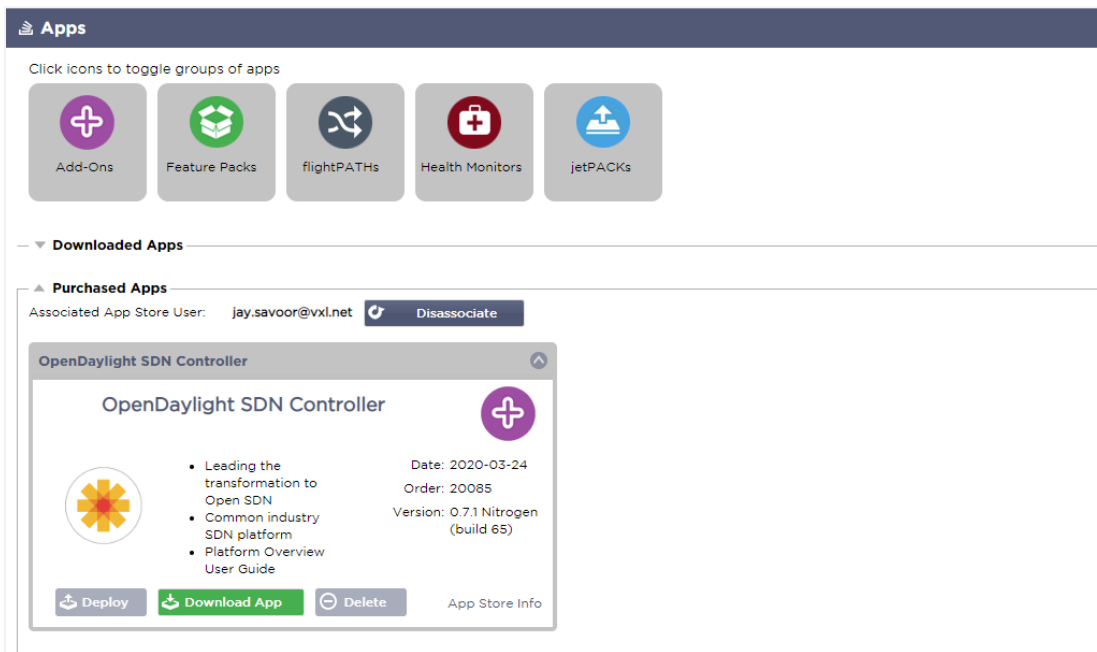 Apps
Click icons to toggle groups of apps
Add-Ons
Feature Packs
flightPATHs
Health Monitors
jetPACKs
Downloaded Apps
Purchased Apps
Associated App Store User: jay.savoor@vxl.net Disassociate
OpenDaylight SDN Controller
OpenDaylight SDN Controller
• Leading the
transformation to
Open SDN
• Common industry
SDN platform
• Platform Overview
User Guide
Date: 2020-03-24
Order: 20085
Version: 0.7.1 Nitrogen
(build 65)
Deploy Download App Delete App Store Info